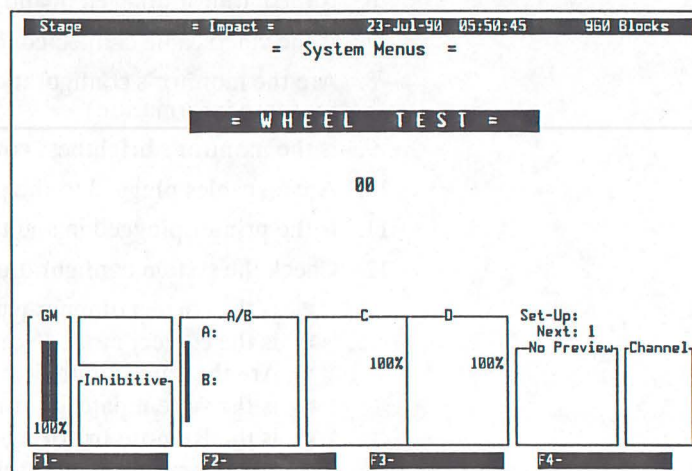 Stage = Impact = 23-Jul-90 05:50:45 960 Blocks
= System Menus =
= WHEEL TEST =
00
GM A/B C D Set-Up:
Next: 1
A: No Preview Channel
100% 100%
Inhibitive B:
100%
F1- F2- F3- F4-